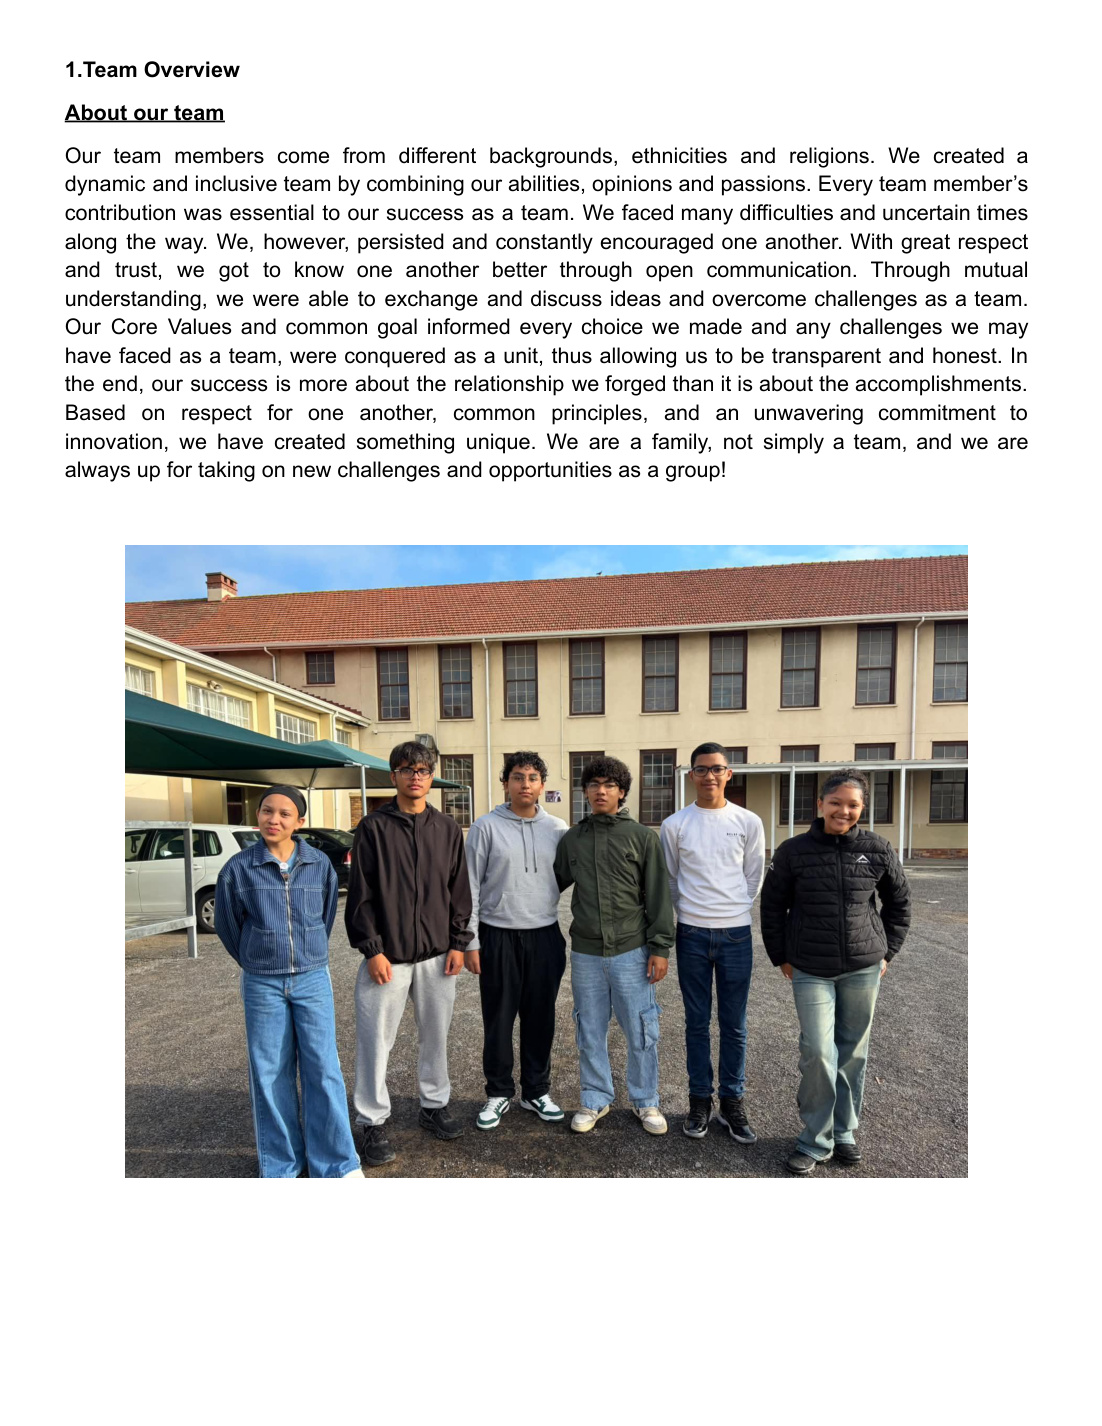 1.Team Overview
About our team
Our team members come from different backgrounds, ethnicities and religions. We created a
dynamic and inclusive team by combining our abilities, opinions and passions. Every team member’s
contribution was essential to our success as a team. We faced many difficulties and uncertain times
along the way. We, however, persisted and constantly encouraged one another. With great respect
and trust, we got to know one another better through open communication. Through mutual
understanding, we were able to exchange and discuss ideas and overcome challenges as a team.
Our Core Values and common goal informed every choice we made and any challenges we may
have faced as a team, were conquered as a unit, thus allowing us to be transparent and honest. In
the end, our success is more about the relationship we forged than it is about the accomplishments.
Based on respect for one another, common principles, and an unwavering commitment to
innovation, we have created something unique. We are a family, not simply a team, and we are
always up for taking on new challenges and opportunities as a group!